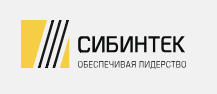 СИБИНТЕК
ОБЕСПЕЧИВАЯ ЛИДЕРСТВО